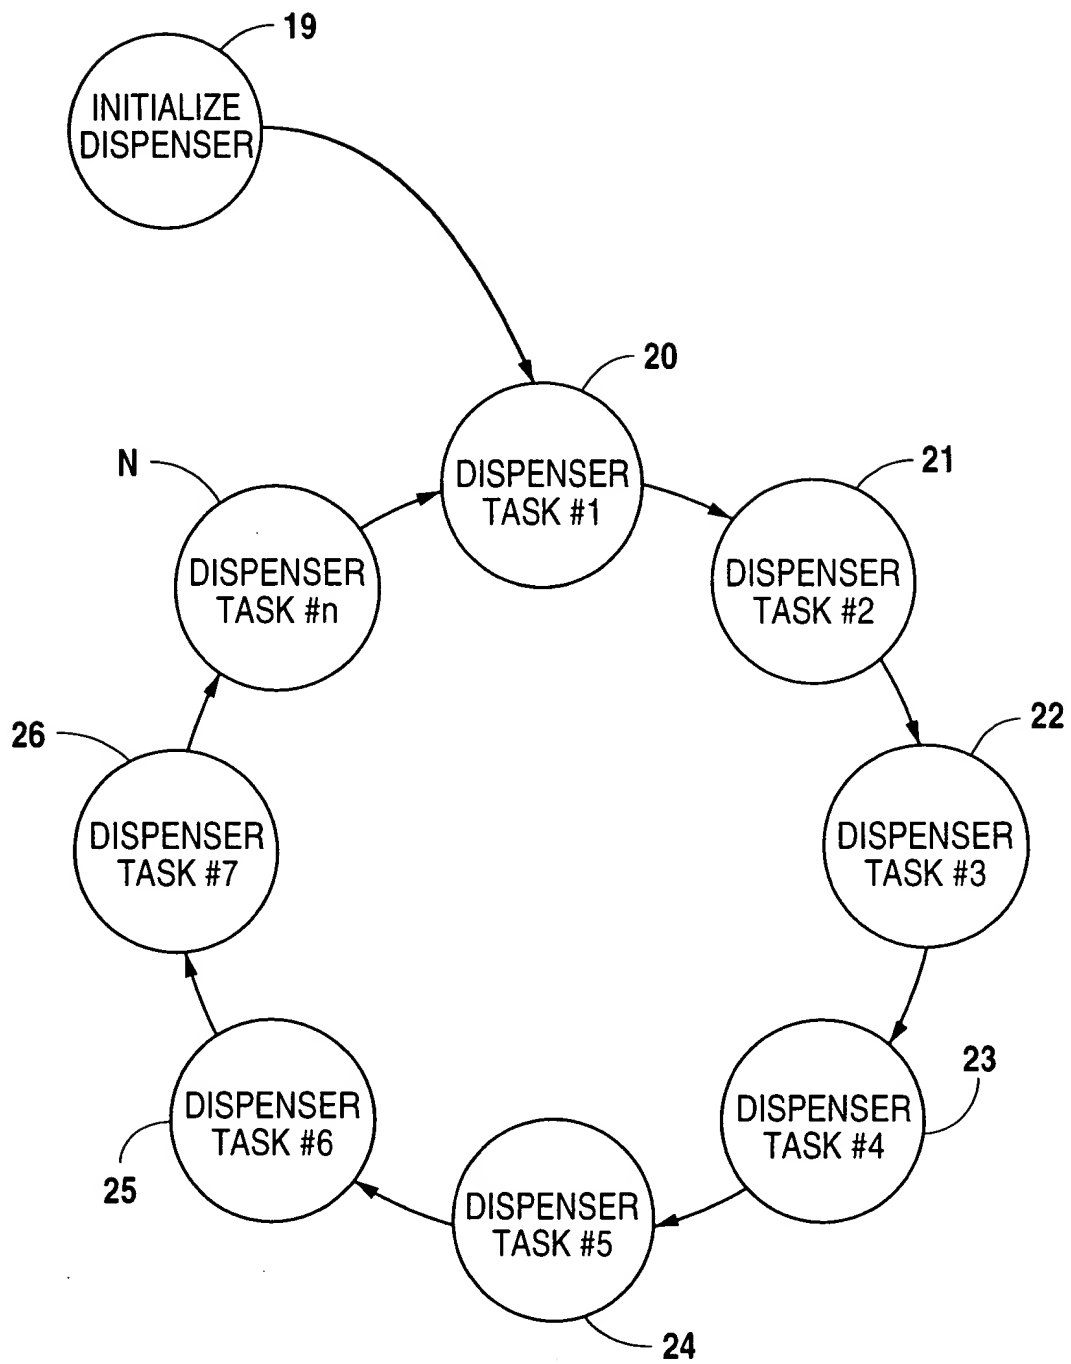 19
INITIALIZE
DISPENSER
20
DISPENSER
TASK #1
21
DISPENSER
TASK #2
22
DISPENSER
TASK #3
23
DISPENSER
TASK #4
24
DISPENSER
TASK #5
25
DISPENSER
TASK #6
26
DISPENSER
TASK #7
N
DISPENSER
TASK #n